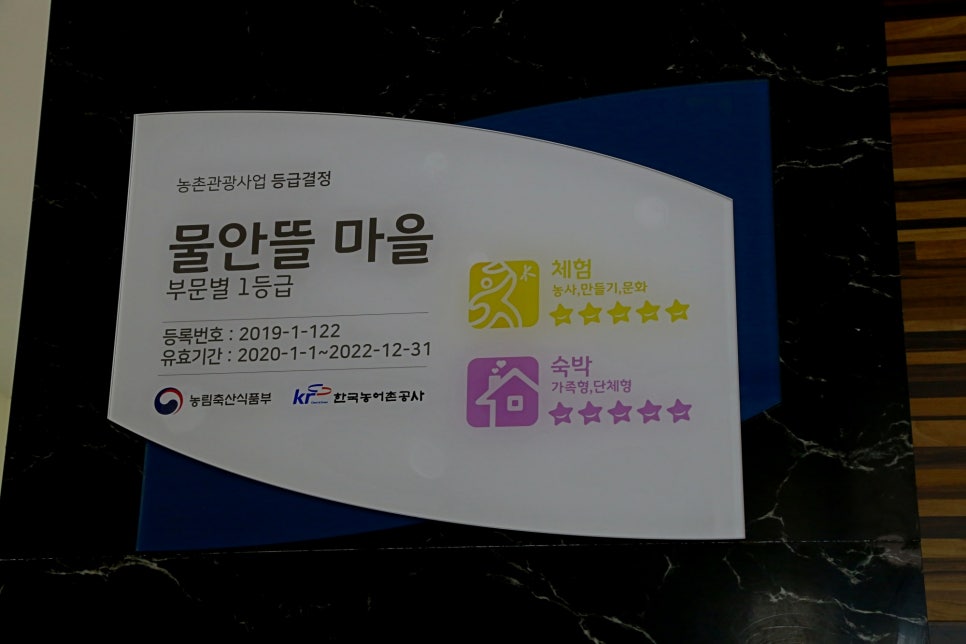 농촌관광사업 등급결정
물안뜰 마을
부문별 1등급
등록번호 : 2019-1-122
유효기간 : 2020-1-1~2022-12-31
농림축산식품부
kr 한국농어촌공사
체험
농사,만들기,문화
숙박
가족형,단체형